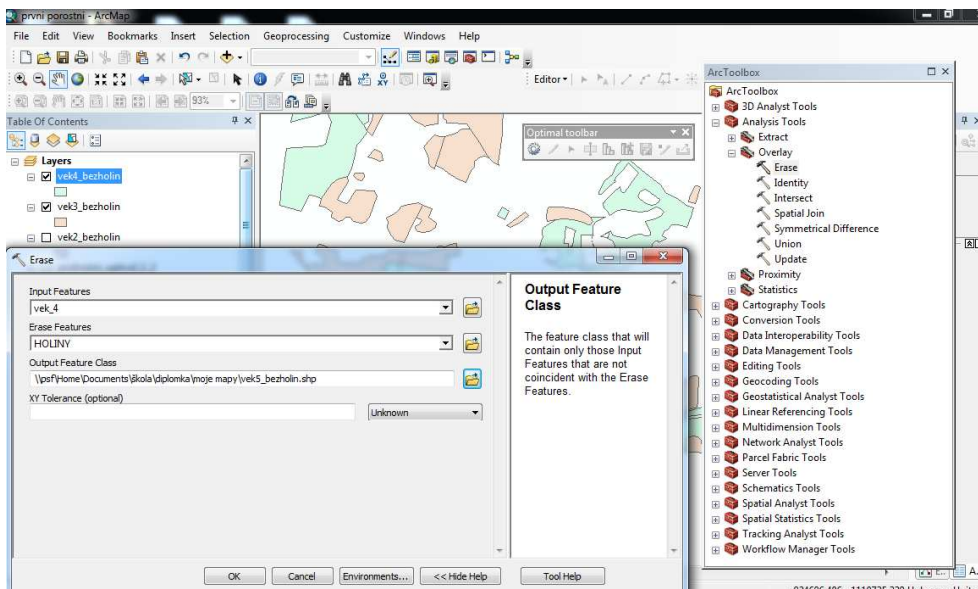 prvni porostni - ArcMap
File Edit View Bookmarks Insert Selection Geoprocessing Customize Windows Help
Editor
93%
Table Of Contents
Layers
vek4_bezholin
vek3_bezholin
vek2_bezholin
Optimal toolbar
ArcToolbox
ArcToolbox
3D Analyst Tools
Analysis Tools
Extract
Overlay
Erase
Identity
Intersect
Spatial Join
Symmetrical Difference
Union
Update
Proximity
Statistics
Cartography Tools
Conversion Tools
Data Interoperability Tools
Data Management Tools
Editing Tools
Geocoding Tools
Geostatistical Analyst Tools
Linear Referencing Tools
Multidimension Tools
Network Analyst Tools
Parcel Fabric Tools
Server Tools
Schematics Tools
Spatial Analyst Tools
Spatial Statistics Tools
Tracking Analyst Tools
Workflow Manager Tools
Erase
Input Features
vek_4
Erase Features
HOLINY
Output Feature Class
\\psf\Home\Documents\škola\diplomka\moje mapy\vek5_bezholin.shp
XY Tolerance (optional)
Unknown
Output Feature
Class
The feature class that will
contain only those Input
Features that are not
coincident with the Erase
Features.
OK Cancel Environments... << Hide Help Tool Help